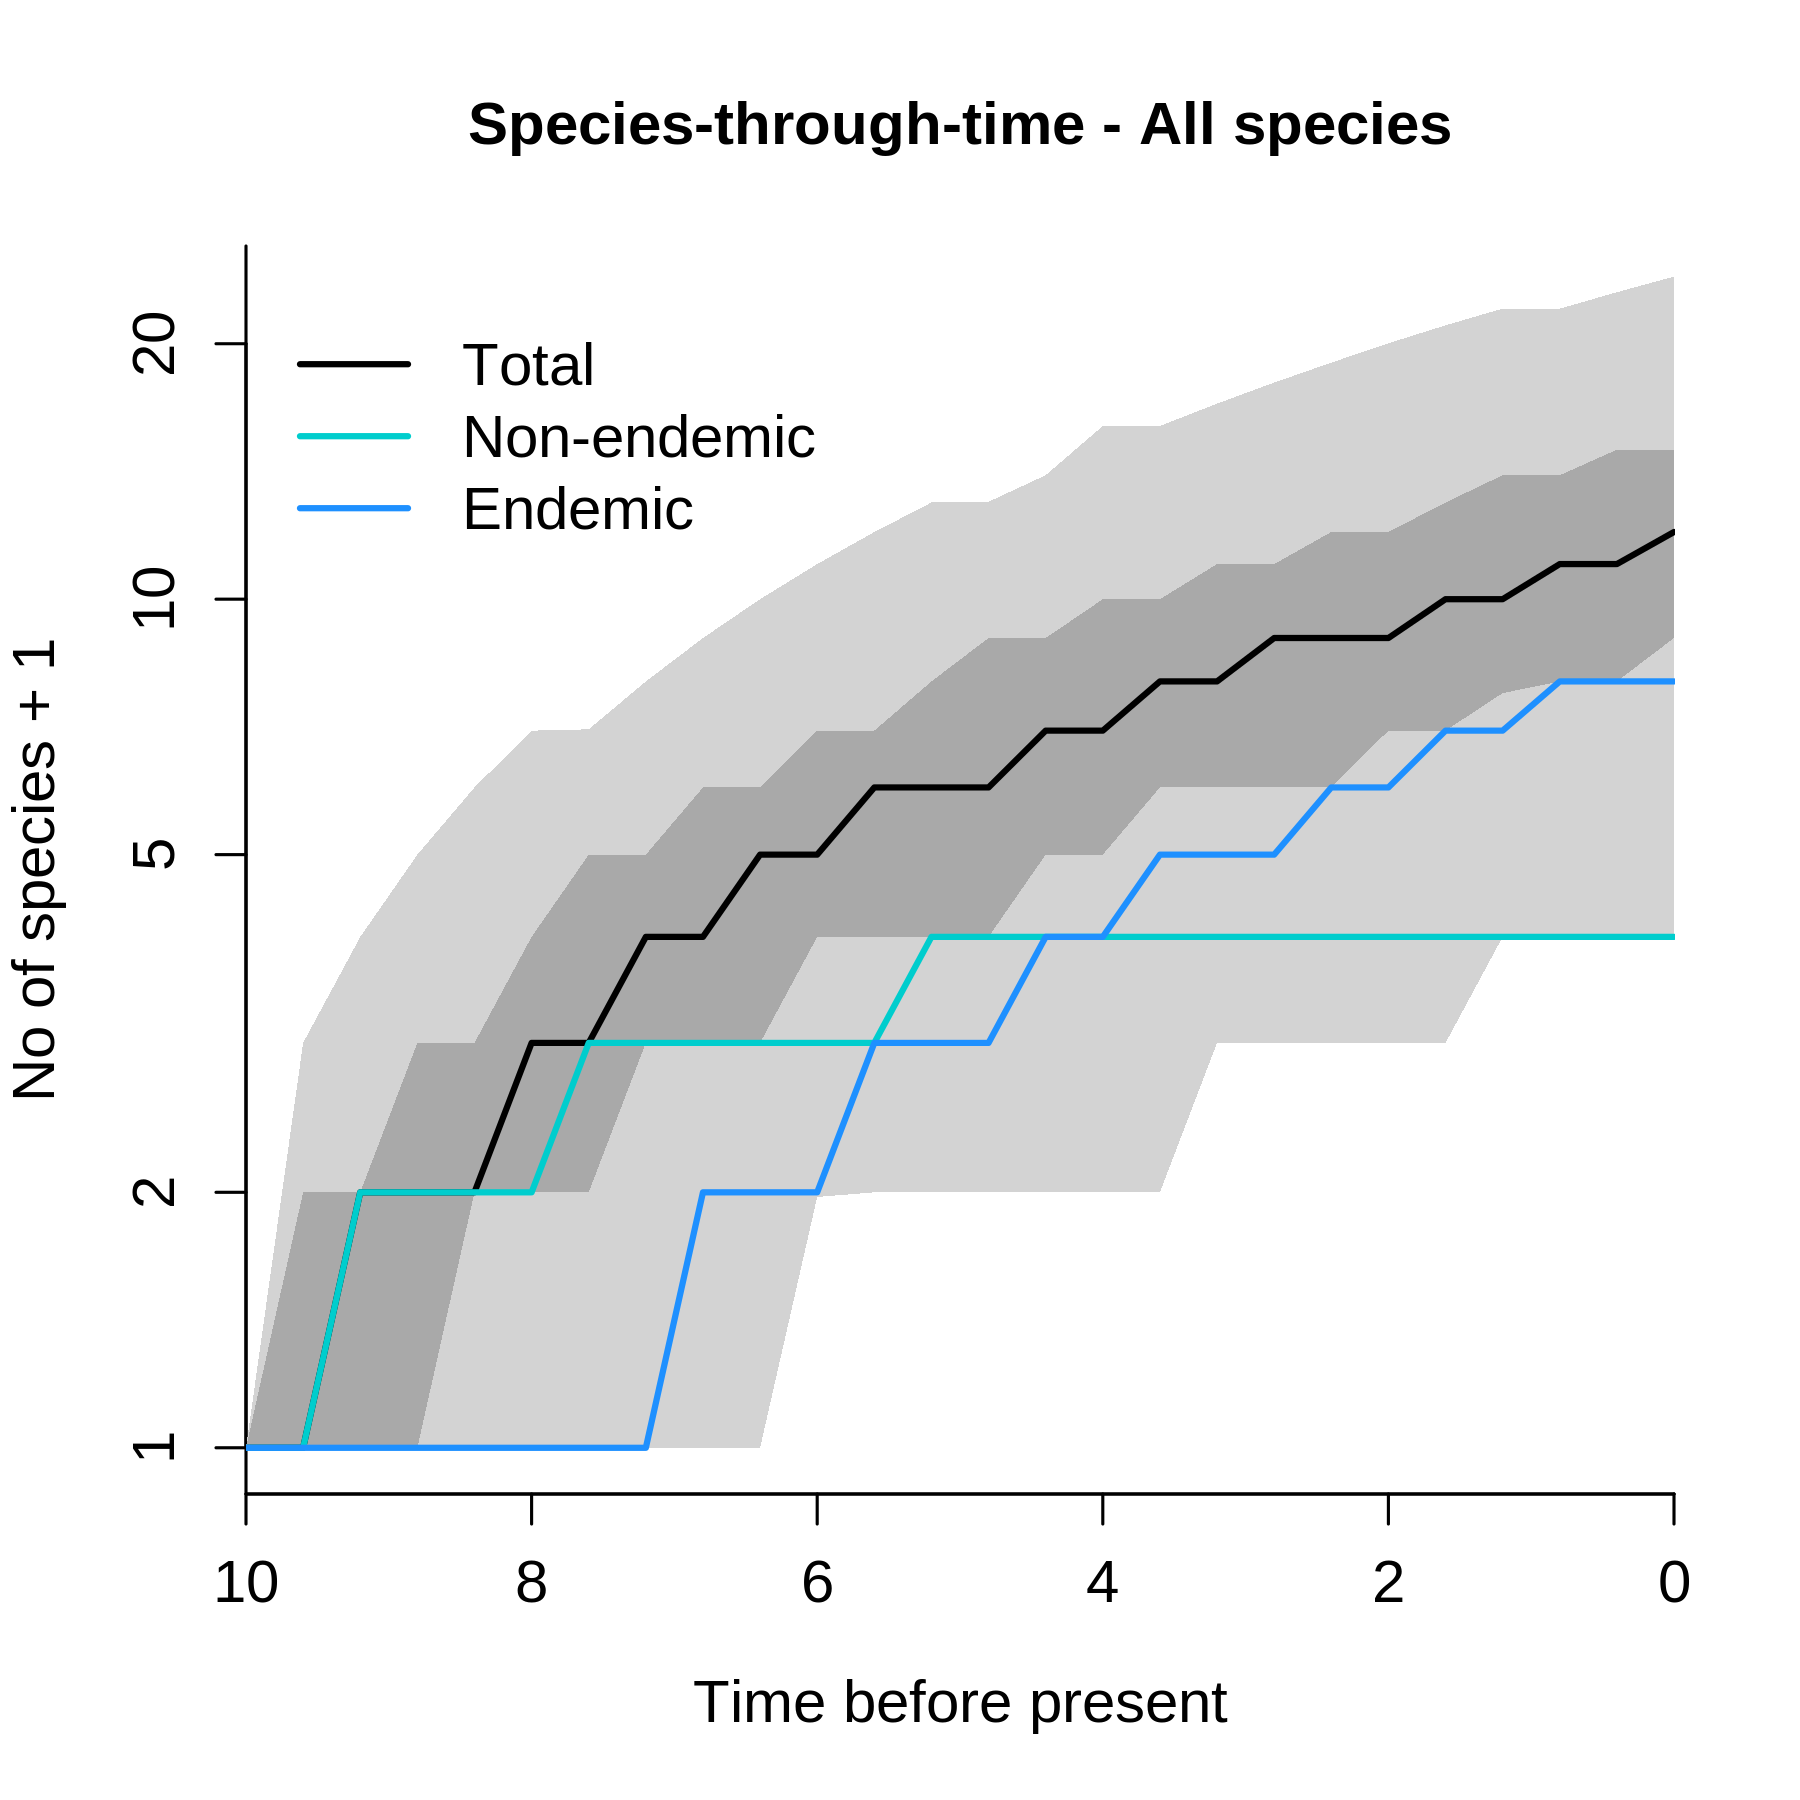 Species-through-time - All species
Total
Non-endemic
Endemic
No of species + 1
20
10
5
2
1
10 8 6 4 2 0
Time before present